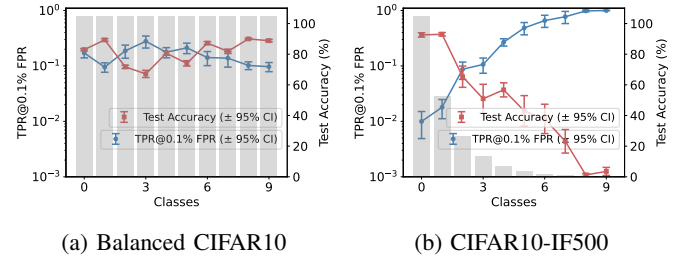 10⁰
10⁻¹
10⁻²
10⁻³
TPR@0.1% FPR
100
80
60
40
20
0
Test Accuracy (%)
Test Accuracy (± 95% CI)
TPR@0.1% FPR (± 95% CI)
0 3 6 9
Classes
(a) Balanced CIFAR10
10⁰
10⁻¹
10⁻²
10⁻³
TPR@0.1% FPR
100
80
60
40
20
0
Test Accuracy (%)
Test Accuracy (± 95% CI)
TPR@0.1% FPR (± 95% CI)
0 3 6 9
Classes
(b) CIFAR10-IF500